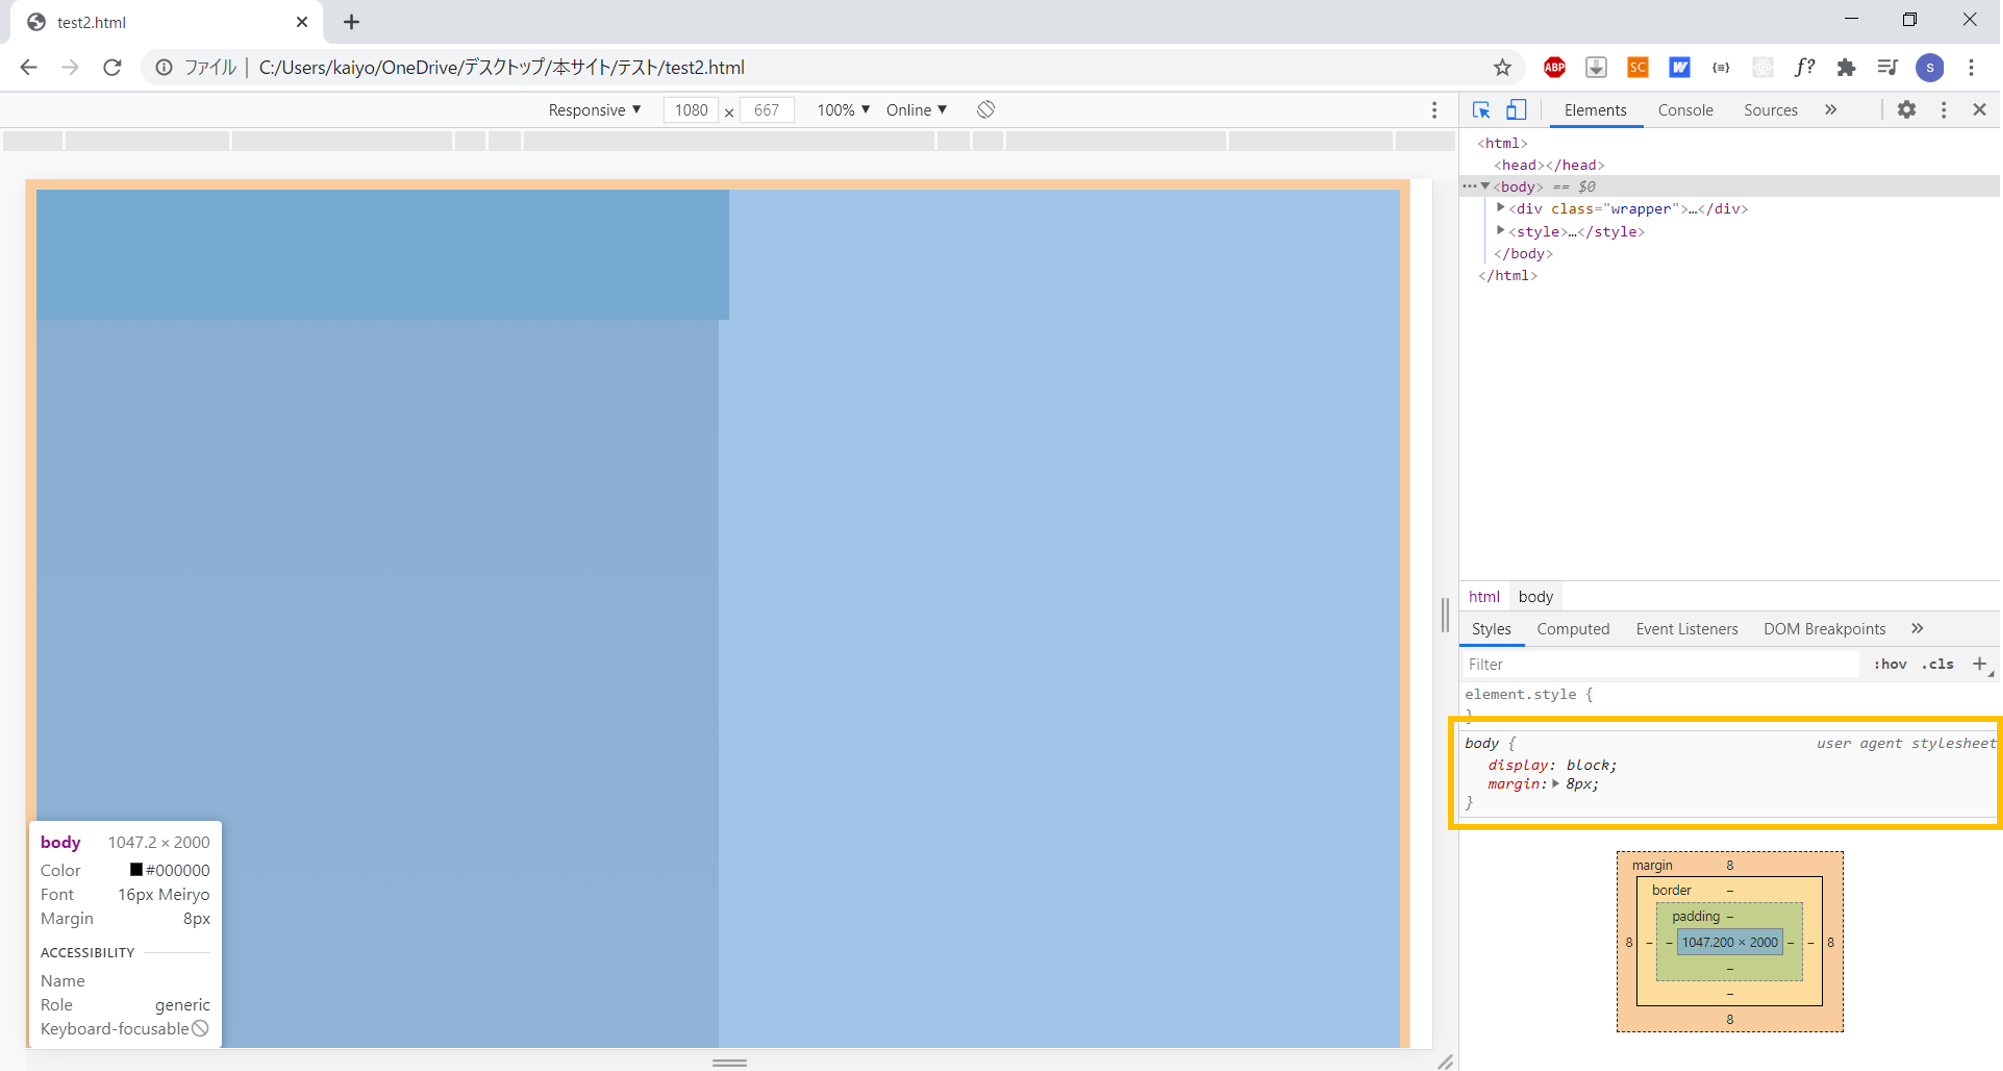 test2.html
ファイル | C:/Users/kaiyo/OneDrive/デスクトップ/本サイト/テスト/test2.html
ABP SC W {≡} f? s
Responsive ▼ 1080 × 667 100% ▼ Online ▼
Elements Console Sources »
<html>
<head></head>
••• ▼<body> == $0
▶<div class="wrapper">…</div>
▶<style>…</style>
</body>
</html>
html body
Styles Computed Event Listeners DOM Breakpoints »
Filter :hov .cls +
element.style {
}
body { user agent stylesheet
display: block;
margin:▶ 8px;
}
margin 8
border –
padding –
8 – – 1047.200 × 2000 – – 8
–
–
8
body 1047.2 × 2000
Color #000000
Font 16px Meiryo
Margin 8px
ACCESSIBILITY
Name
Role generic
Keyboard-focusable